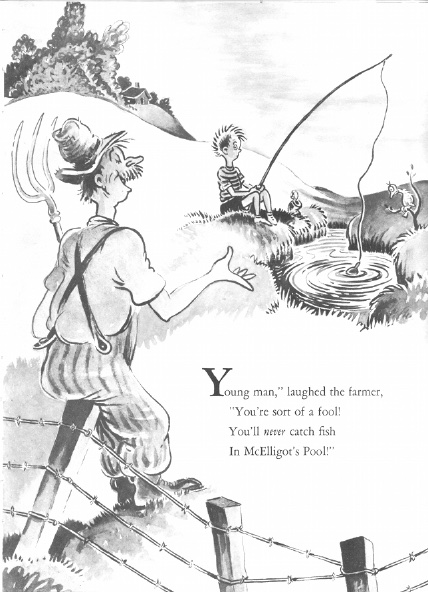 Young man," laughed the farmer,
"You're sort of a fool!
You'll never catch fish
In McElligot's Pool!"